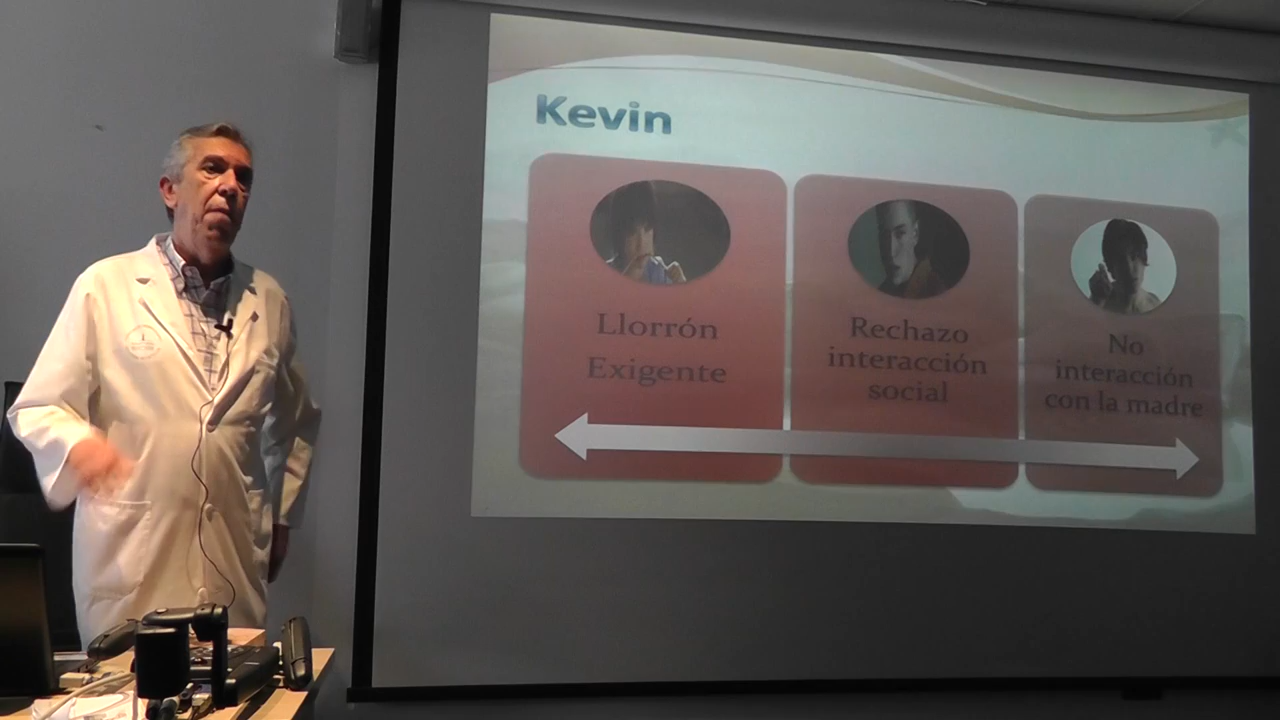 Kevin
Llorrón
Exigente
Rechazo
interacción
social
No
interacción
con la madre